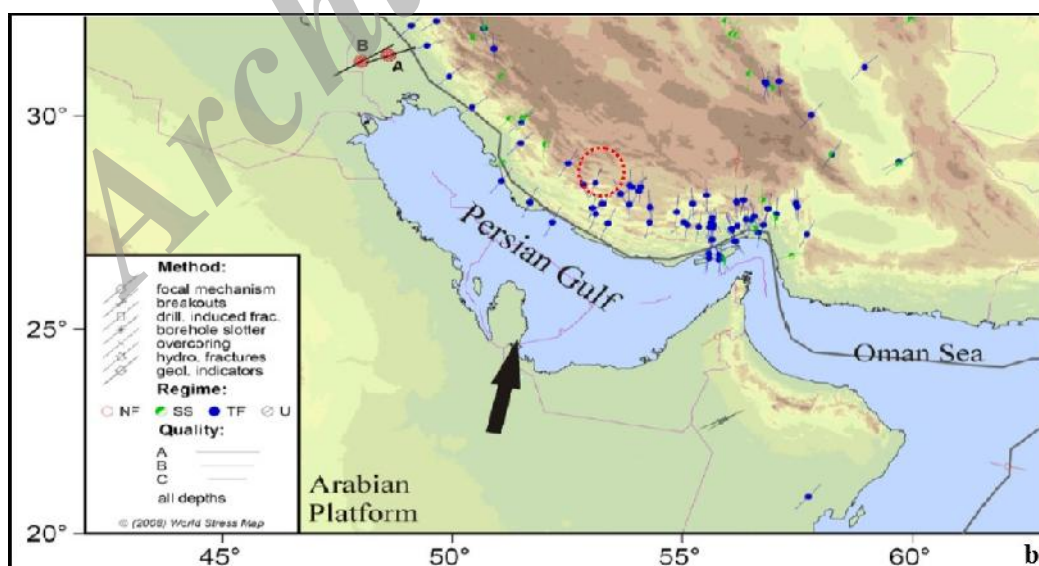 Archi
B
A
30°
Persian Gulf
Method:
focal mechanism
breakouts
drill. induced frac.
borehole slotter
overcoring
hydro. fractures
geol. indicators
Regime:
NF SS TF U
Quality:
A
B
C
all depths
© (2008) World Stress Map
25°
Oman Sea
Arabian
Platform
20°
45° 50° 55° 60°
b